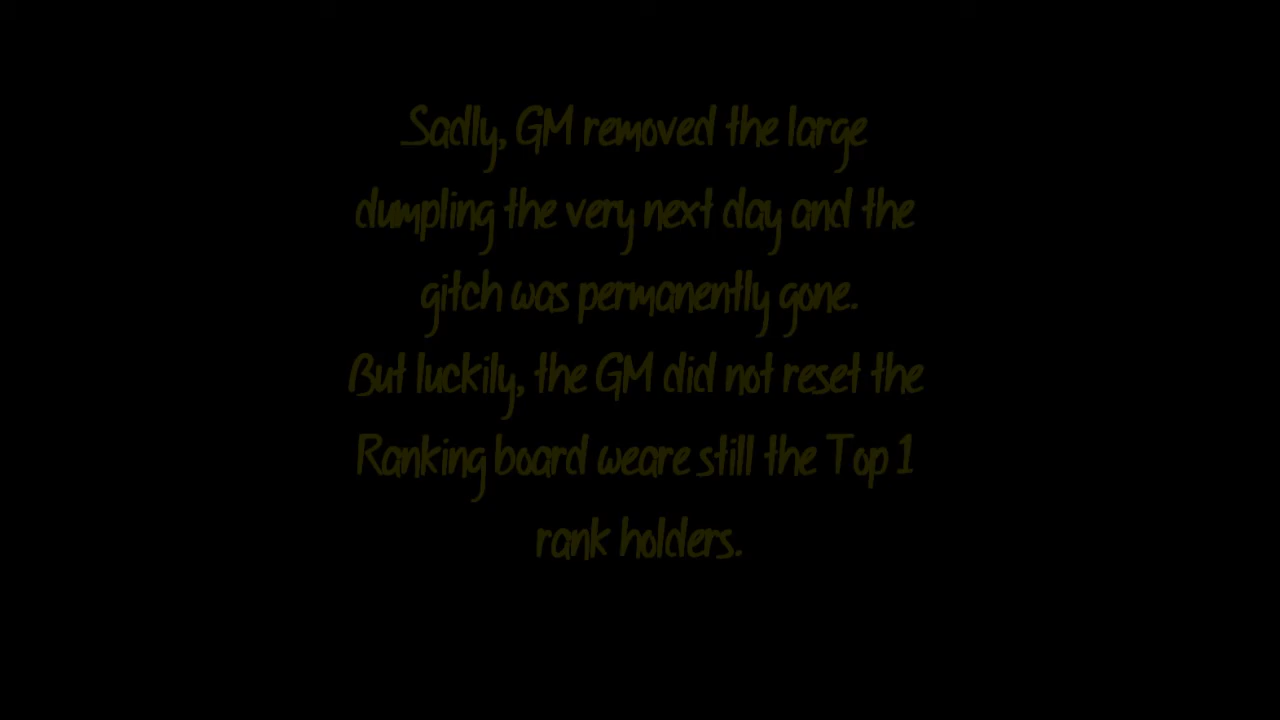 Sadly, GM removed the large
dumpling the very next day and the
gitch was permanently gone.
But luckily, the GM did not reset the
Ranking board weare still the Top 1
rank holders.